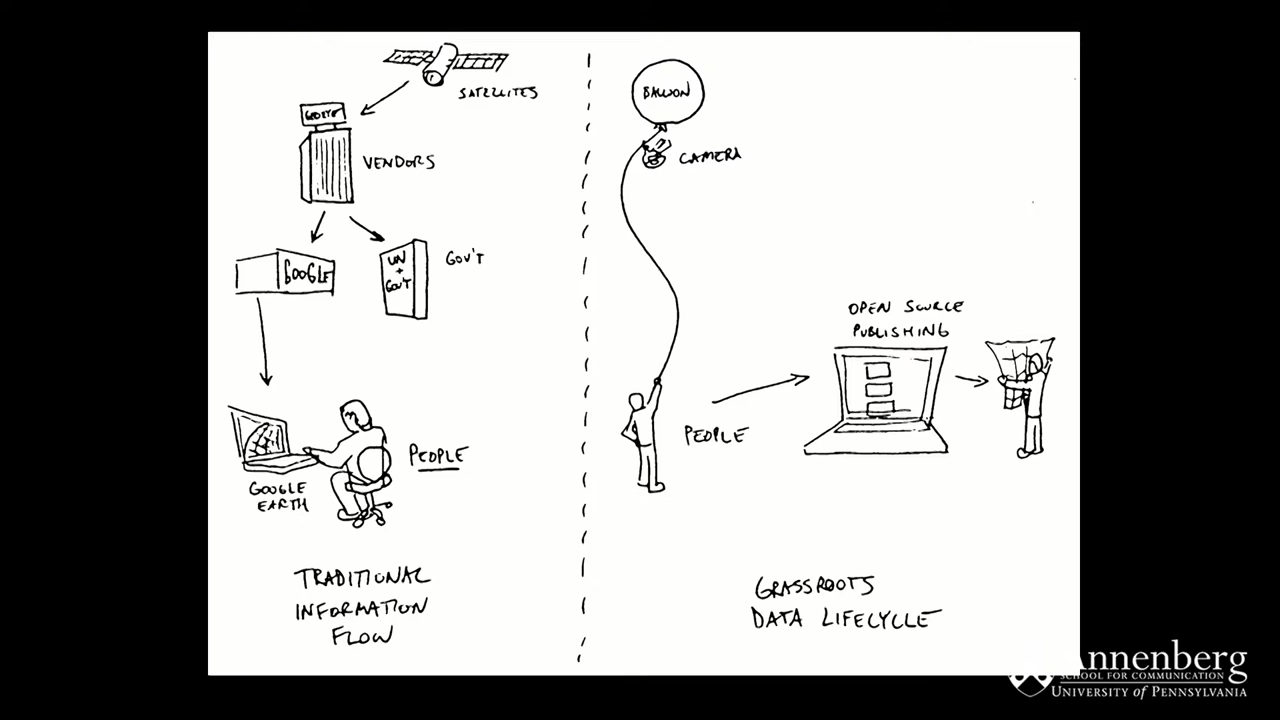 SATELLITES
GEOEYE
VENDORS
GOOGLE
UN
+
GOV'T
GOV'T
GOOGLE
EARTH
PEOPLE
TRADITIONAL
INFORMATION
FLOW
BALLOON
CAMERA
PEOPLE
OPEN SOURCE
PUBLISHING
GRASSROOTS
DATA LIFECYCLE
Annenberg
SCHOOL FOR COMMUNICATION
UNIVERSITY of PENNSYLVANIA